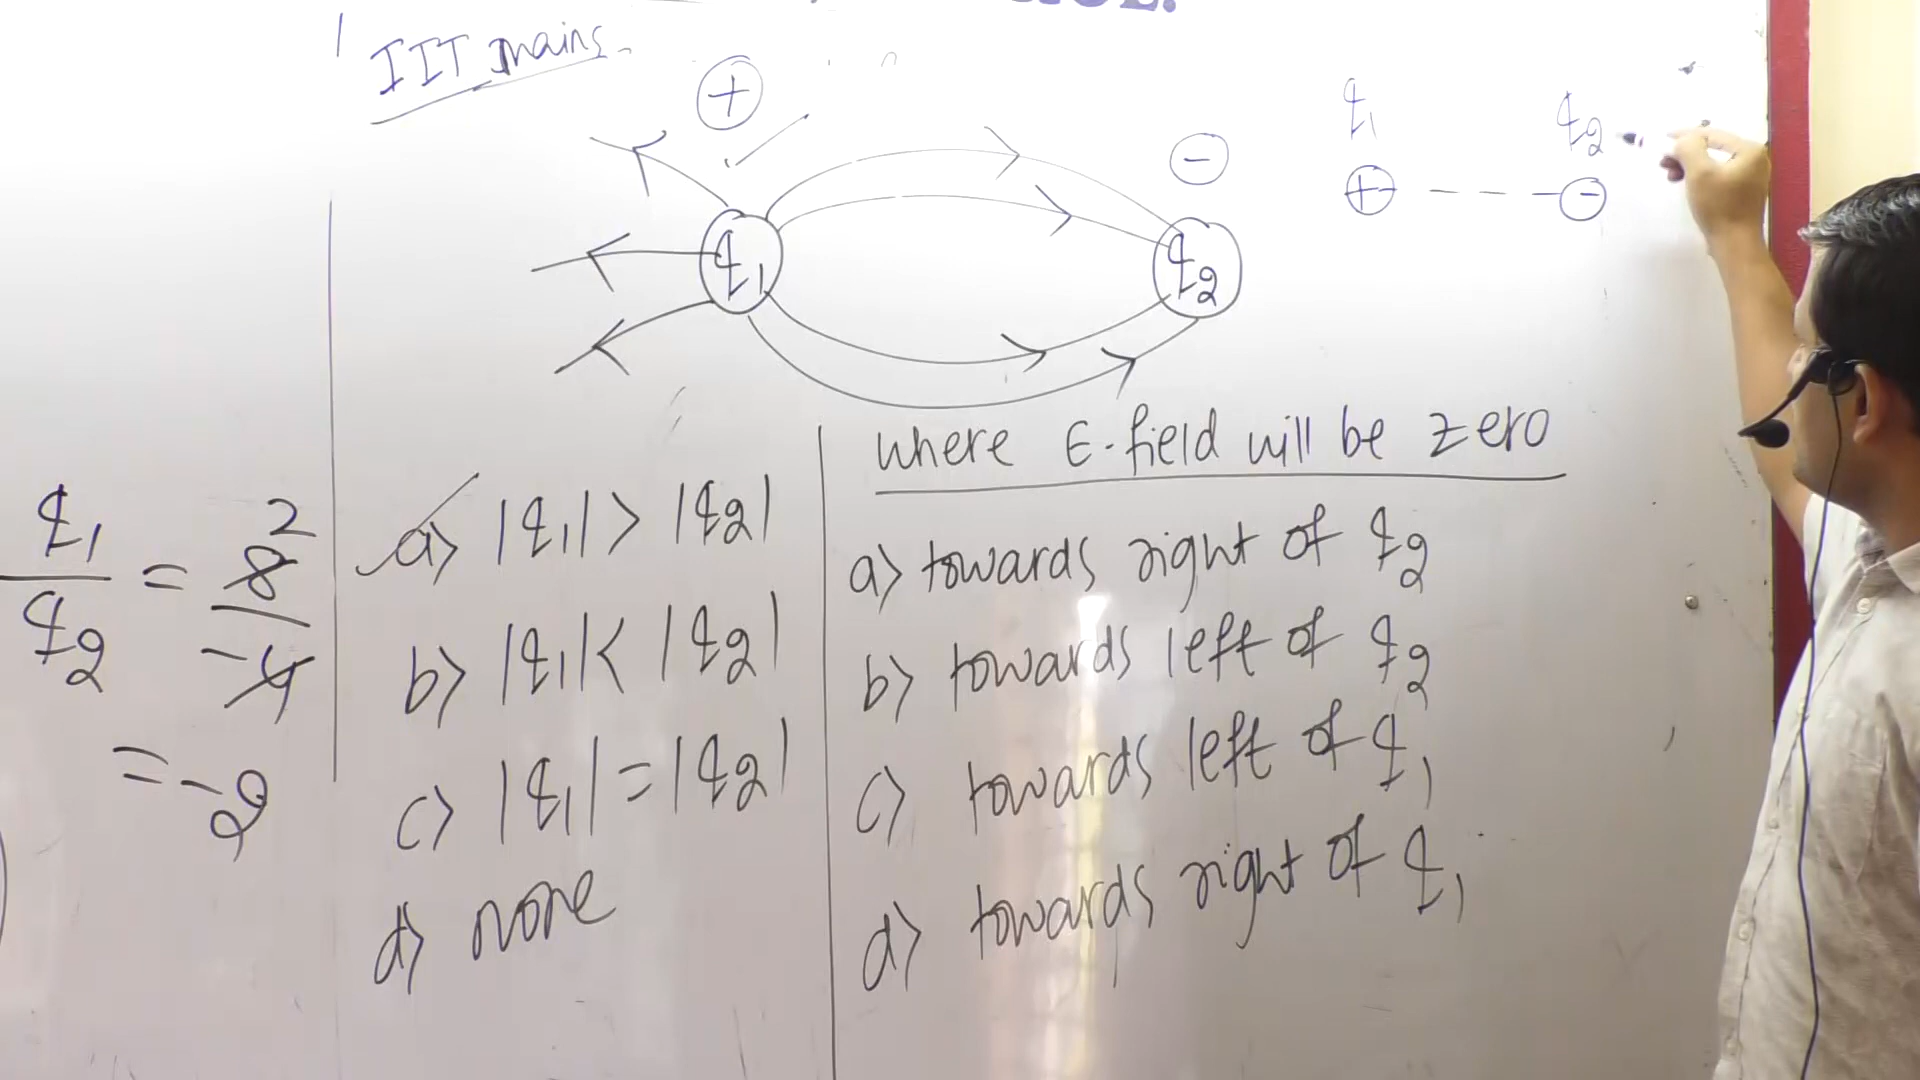 IIT mains.
+
q1
q2
-
q1
q2
+ - - - -
where E-field will be zero
q1/q2 = 8/-4
2
= -2
a) |q1| > |q2|
b) |q1| < |q2|
c) |q1| = |q2|
d) none
a) towards right of q2
b) towards left of q2
c) towards left of q1
d) towards right of q1